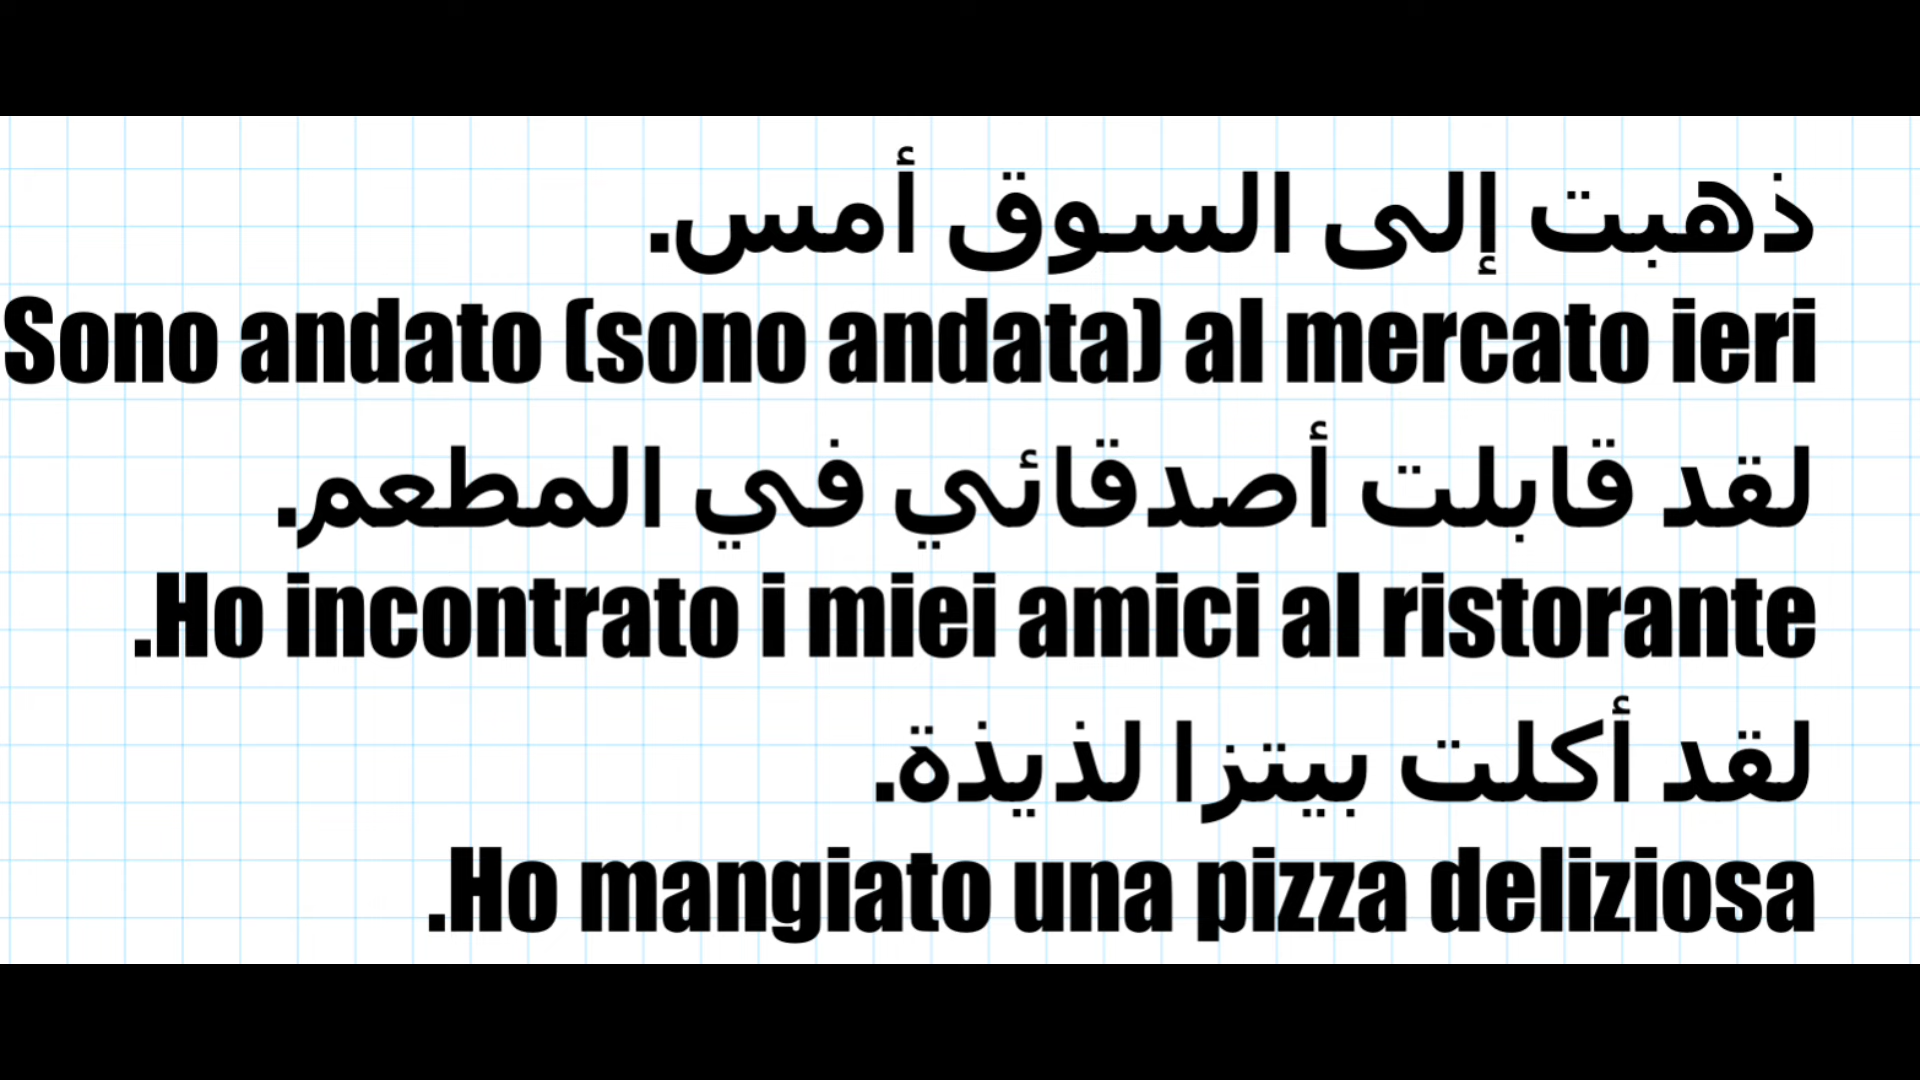 ذهبت إلى السوق أمس.
Sono andato (sono andata) al mercato ieri
لقد قابلت أصدقائي في المطعم.
.Ho incontrato i miei amici al ristorante
لقد أكلت بيتزا لذيذة.
.Ho mangiato una pizza deliziosa